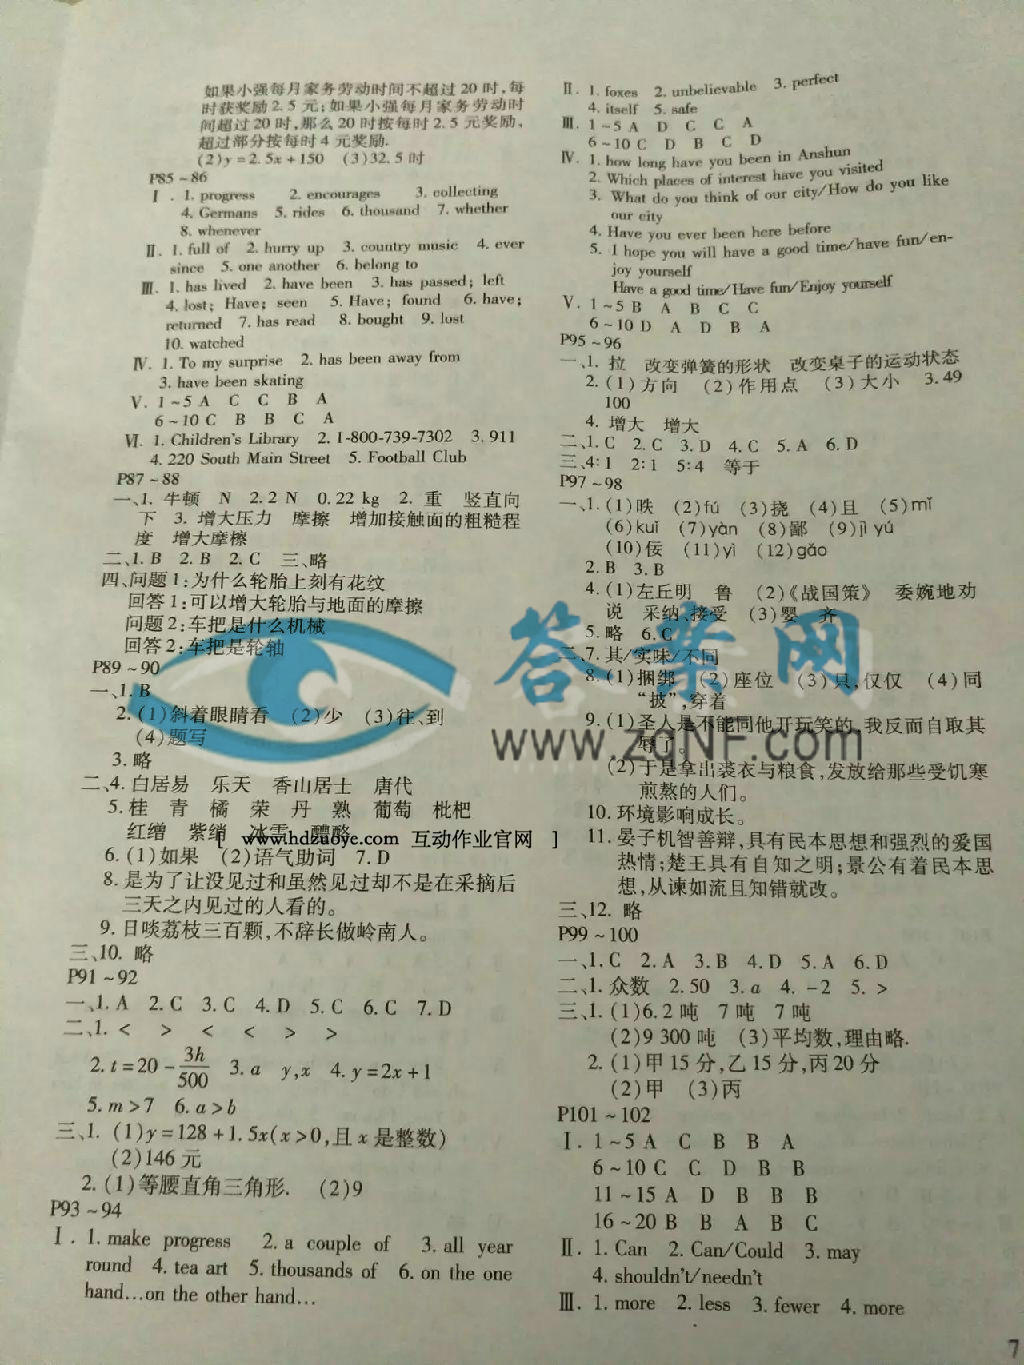 如果小强每月家务劳动时间不超过20时,每
时获奖励2.5元;如果小强每月家务劳动时
间超过20时,那么20时按每时2.5元奖励,
超过部分按每时4元奖励.
(2)y=2.5x+150 (3)32.5时
P85~86
Ⅰ.1. progress 2. encourages 3. collecting
4. Germans 5. rides 6. thousand 7. whether
8. whenever
Ⅱ.1. full of 2. hurry up 3. country music 4. ever
since 5. one another 6. belong to
Ⅲ.1. has lived 2. have been 3. has passed; left
4. lost; Have; seen 5. Have; found 6. have;
returned 7. has read 8. bought 9. lost
10. watched
Ⅳ.1. To my surprise 2. has been away from
3. have been skating
Ⅴ.1~5 A C C B A
6~10 C B B C A
Ⅵ.1. Children's Library 2. 1-800-739-7302 3. 911
4. 220 South Main Street 5. Football Club
P87~88
一、1. 牛顿 N 2. 2 N 0.22 kg 2. 重 竖直向
下 3. 增大压力 摩擦 增加接触面的粗糙程
度 增大摩擦
二、1. B 2. B 2. C 三、略
四、问题1:为什么轮胎上刻有花纹
回答1:可以增大轮胎与地面的摩擦
问题2:车把是什么机械
回答2:车把是轮轴
P89~90
一、1. B
2. (1)斜着眼睛看 (2)少 (3)往、到
(4)题写
3. 略
二、4. 白居易 乐天 香山居士 唐代
5. 桂 青 橘 荣 丹 熟 葡萄 枇杷
红缯 紫绡 冰雪 醴酪
[ www.hdzuoye.com 互动作业官网 ]
6. (1)如果 (2)语气助词 7. D
8. 是为了让没见过和虽然见过却不是在采摘后
三天之内见过的人看的。
9. 日啖荔枝三百颗,不辞长做岭南人。
三、10. 略
P91~92
一、1. A 2. C 3. C 4. D 5. C 6. C 7. D
二、1. < > < < > >
2. t=20-3h/500 3. a y,x 4. y=2x+1
5. m>7 6. a>b
三、1. (1)y=128+1.5x(x>0,且x是整数)
(2)146元
2. (1)等腰直角三角形. (2)9
P93~94
Ⅰ.1. make progress 2. a couple of 3. all year
round 4. tea art 5. thousands of 6. on the one
hand…on the other hand…
Ⅱ.1. foxes 2. unbelievable 3. perfect
4. itself 5. safe
Ⅲ.1~5 A D C C A
6~10 C D B C D
Ⅳ.1. how long have you been in Anshun
2. Which places of interest have you visited
3. What do you think of our city/How do you like
our city
4. Have you ever been here before
5. I hope you will have a good time/have fun/en-
joy yourself
Have a good time/Have fun/Enjoy yourself
Ⅴ.1~5 B A B C C
6~10 D A D B A
P95~96
一、1. 拉 改变弹簧的形状 改变桌子的运动状态
2. (1)方向 (2)作用点 (3)大小 3. 49
100
4. 增大 增大
二、1. C 2. C 3. D 4. C 5. A 6. D
三、4:1 2:1 5:4 等于
P97~98
一、1. (1)昳 (2)fú (3)挠 (4)且 (5)mǐ
(6)kuī (7)yàn (8)鄙 (9)jì yú
(10)佞 (11)yì (12)gǎo
2. B 3. B
4. (1)左丘明 鲁 (2)《战国策》 委婉地劝
说 采纳、接受 (3)婴 齐
5. 略 6. C
二、7. 其/实味/不同
8. (1)捆绑 (2)座位 (3)只,仅仅 (4)同
“披”,穿着
9. (1)圣人是不能同他开玩笑的,我反而自取其
辱了。
(2)于是拿出裘衣与粮食,发放给那些受饥寒
煎熬的人们。
10. 环境影响成长。
11. 晏子机智善辩,具有民本思想和强烈的爱国
热情;楚王具有自知之明;景公有着民本思
想,从谏如流且知错就改。
三、12. 略
P99~100
一、1. C 2. A 3. B 4. D 5. A 6. D
二、1. 众数 2. 50 3. a 4. -2 5. >
三、1. (1)6.2吨 7吨 7吨
(2)9 300吨 (3)平均数,理由略.
2. (1)甲15分,乙15分,丙20分
(2)甲 (3)丙
P101~102
Ⅰ.1~5 A C B B A
6~10 C C D B B
11~15 A D B B B
16~20 B B A B C
Ⅱ.1. Can 2. Can/Could 3. may
4. shouldn't/needn't
Ⅲ.1. more 2. less 3. fewer 4. more
答案网
www.zqNF.com
7